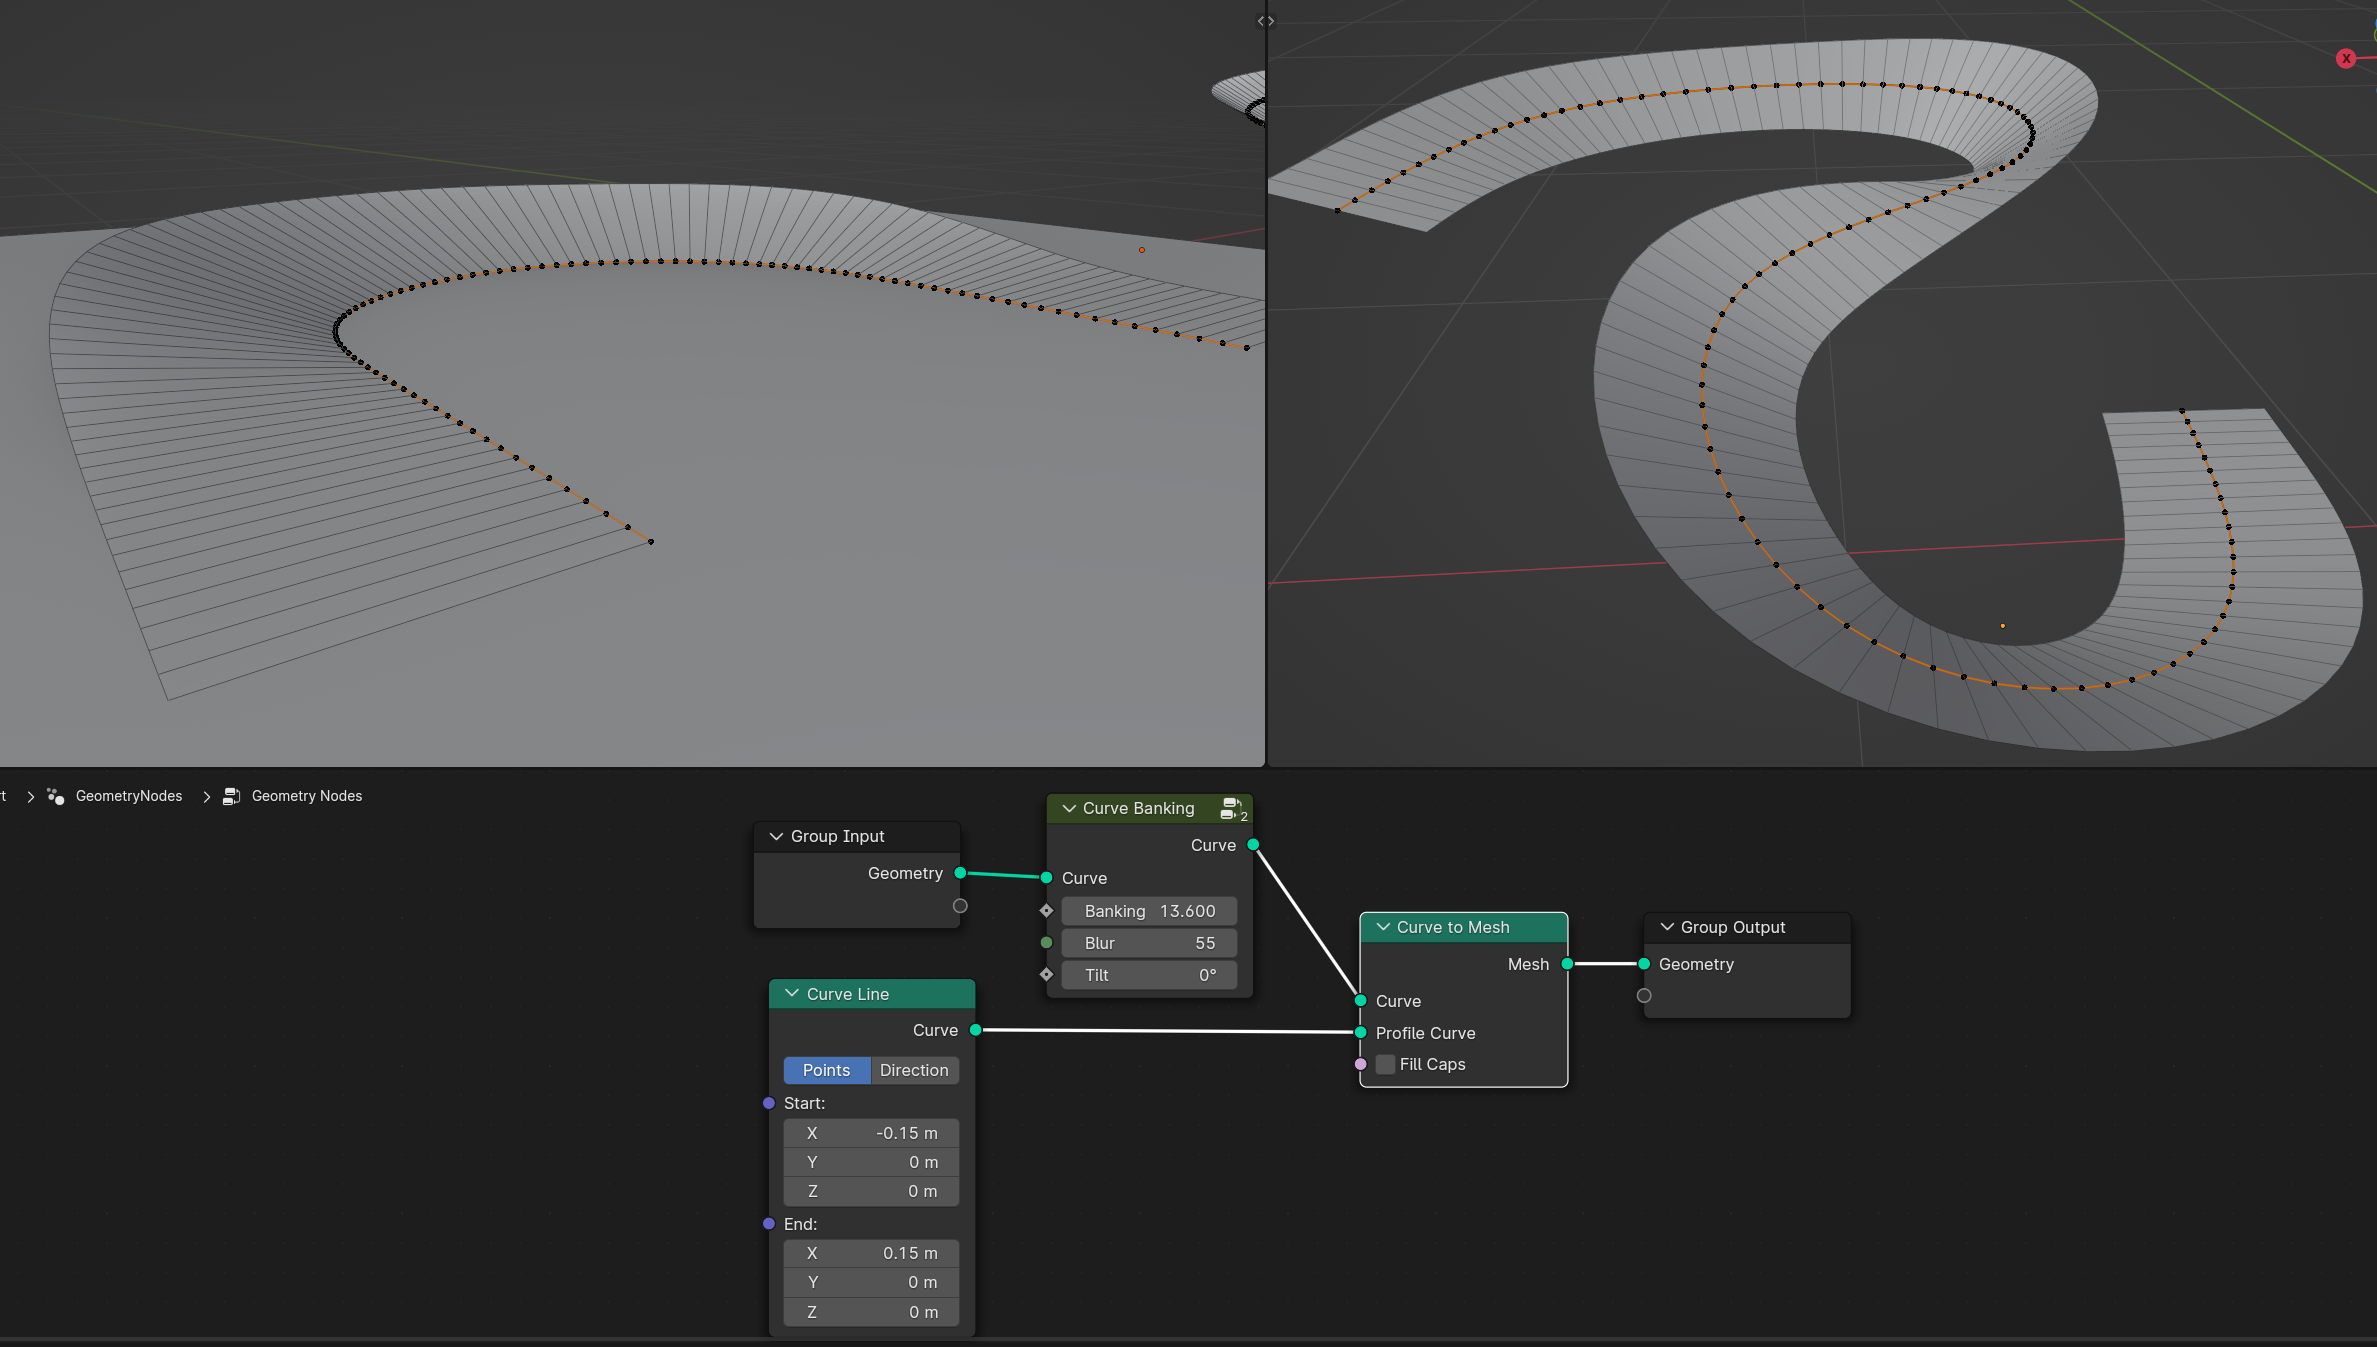 X
t
GeometryNodes
Geometry Nodes
Group Input
Geometry
Curve Banking
2
Curve
Curve
Banking 13.600
Blur 55
Tilt 0°
Curve Line
Curve
Points Direction
Start:
X -0.15 m
Y 0 m
Z 0 m
End:
X 0.15 m
Y 0 m
Z 0 m
Curve to Mesh
Mesh
Curve
Profile Curve
Fill Caps
Group Output
Geometry